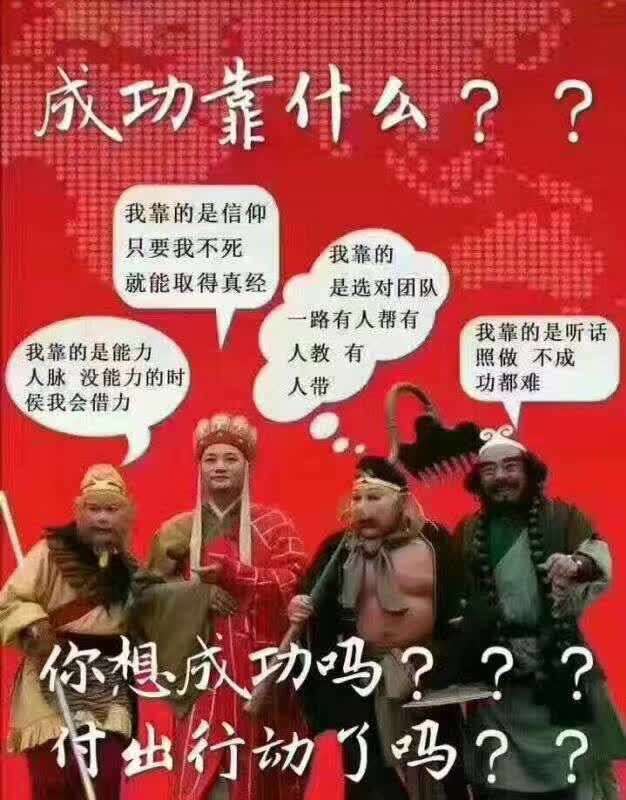 成功靠什么？？
我靠的是信仰
只要我不死
就能取得真经
我靠的
是选对团队
一路有人帮有
人教 有
人带
我靠的是能力
人脉 没能力的时
侯我会借力
我靠的是听话
照做 不成
功都难
你想成功吗？？？
付出行动了吗？？